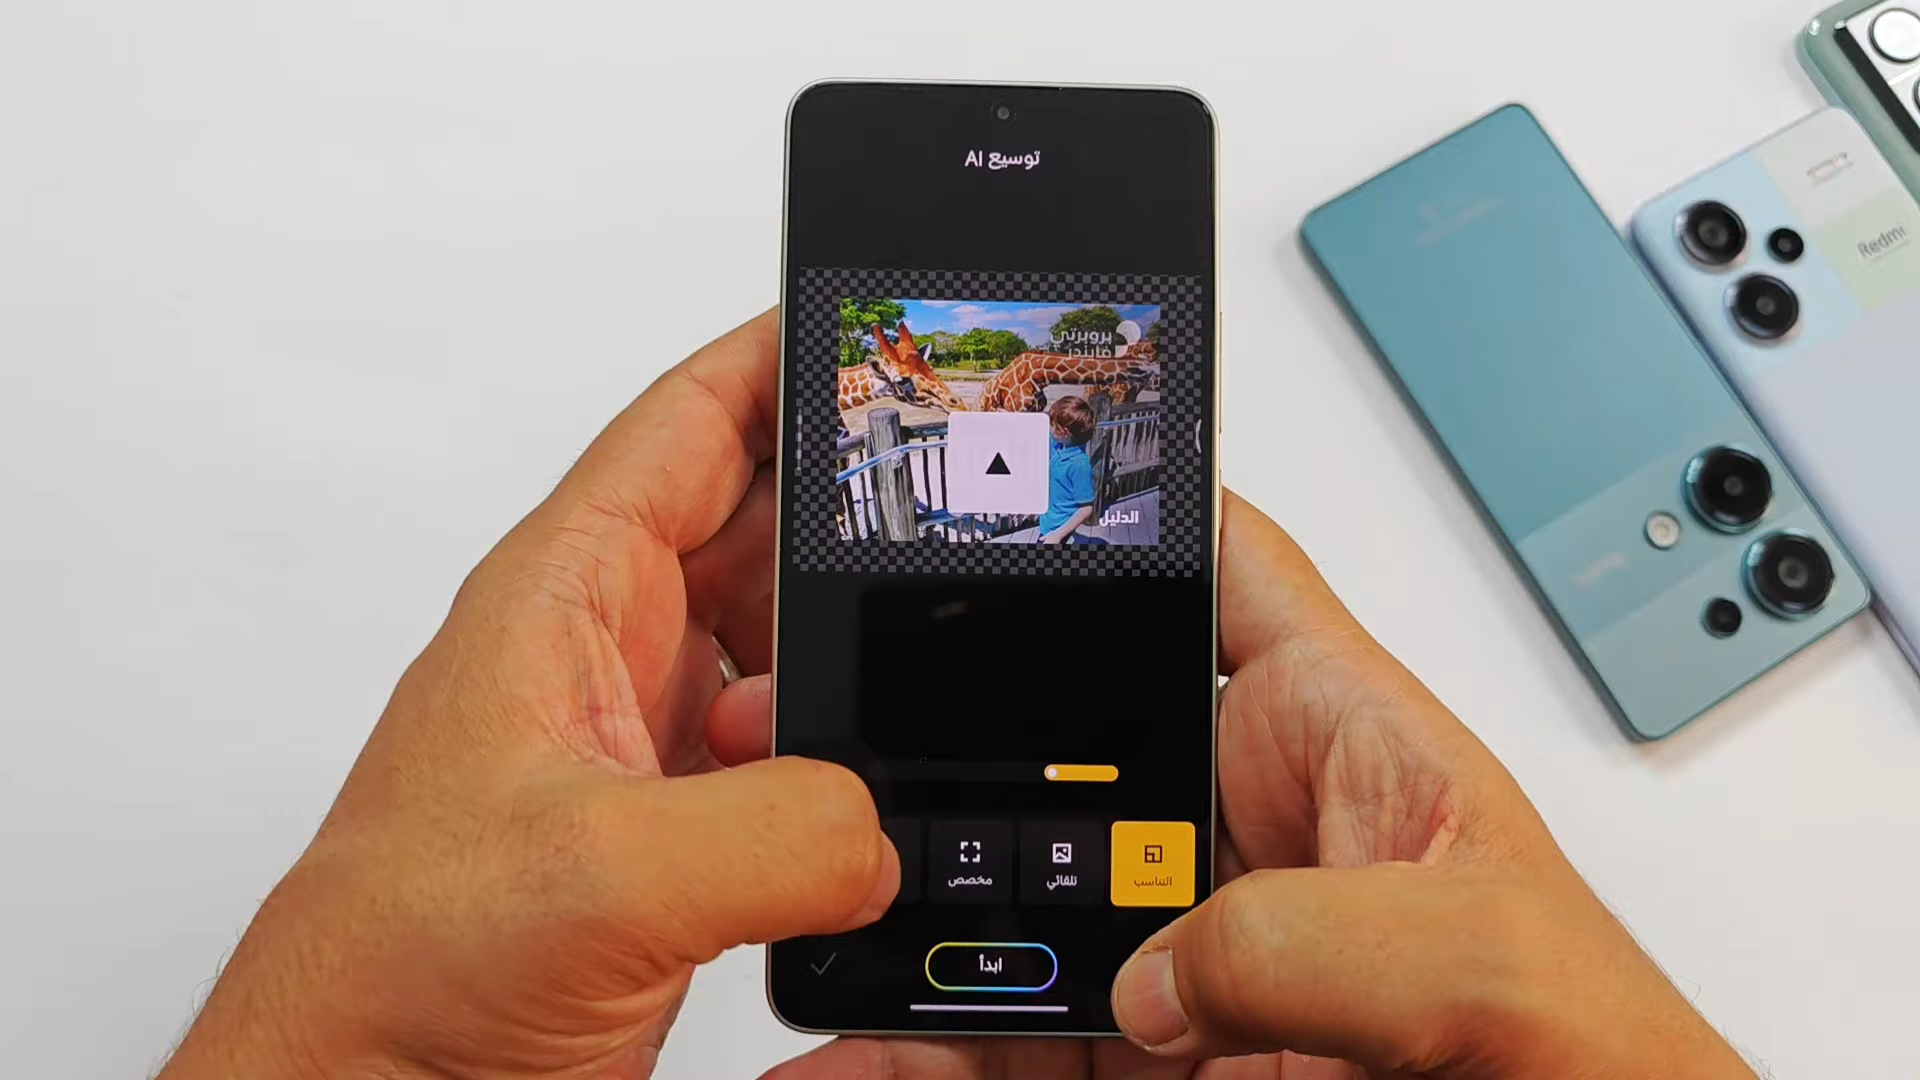 توسيع AI
بروبرتي
فايندر
الدليل
التناسب
تلقائي
مخصص
ابدأ
Redmi